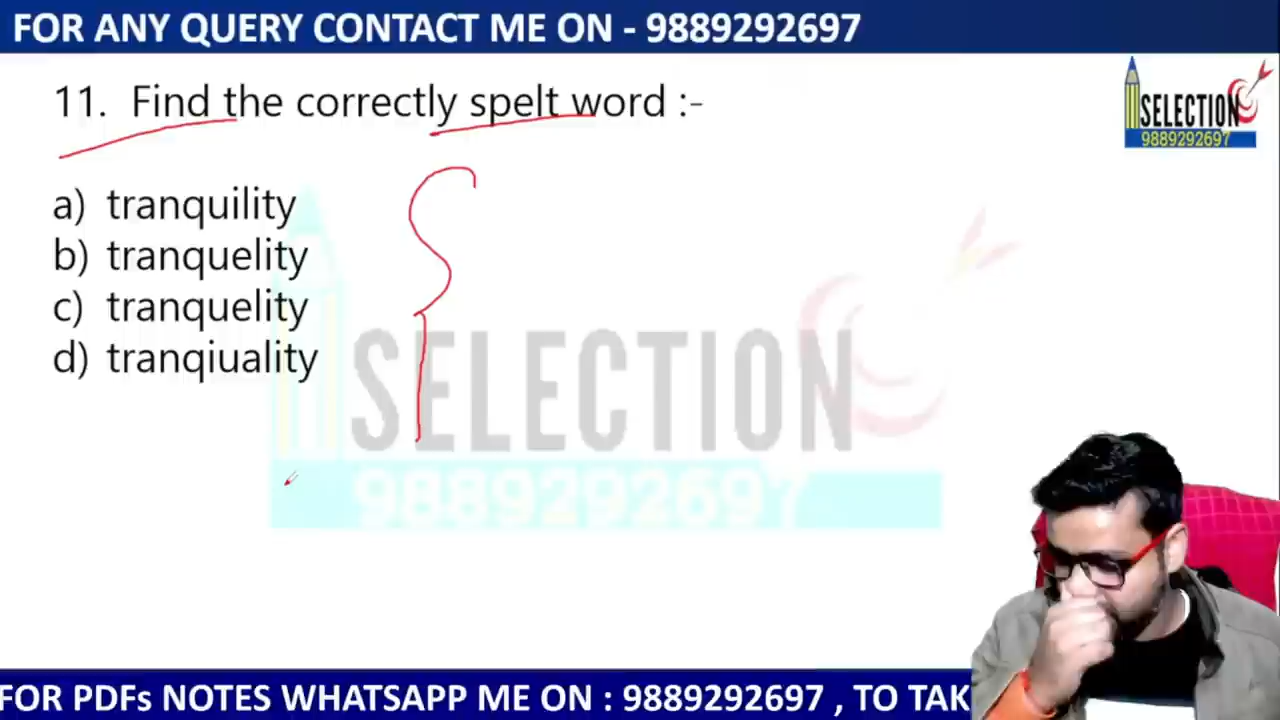 FOR ANY QUERY CONTACT ME ON - 9889292697
11. Find the correctly spelt word :-
SELECTION
9889292697
a) tranquility
b) tranquelity
c) tranquelity
d) tranqiuality
SELECTION
9889292697
FOR PDFs NOTES WHATSAPP ME ON : 9889292697 , TO TAK